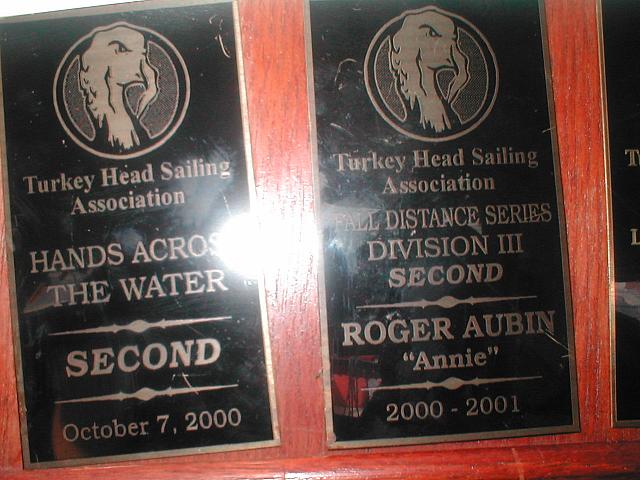 Turkey Head Sailing
Association
HANDS ACROSS
THE WATER
SECOND
October 7, 2000
Turkey Head Sailing
Association
FALL DISTANCE SERIES
DIVISION III
SECOND
ROGER AUBIN
"Annie"
2000 - 2001
T
L